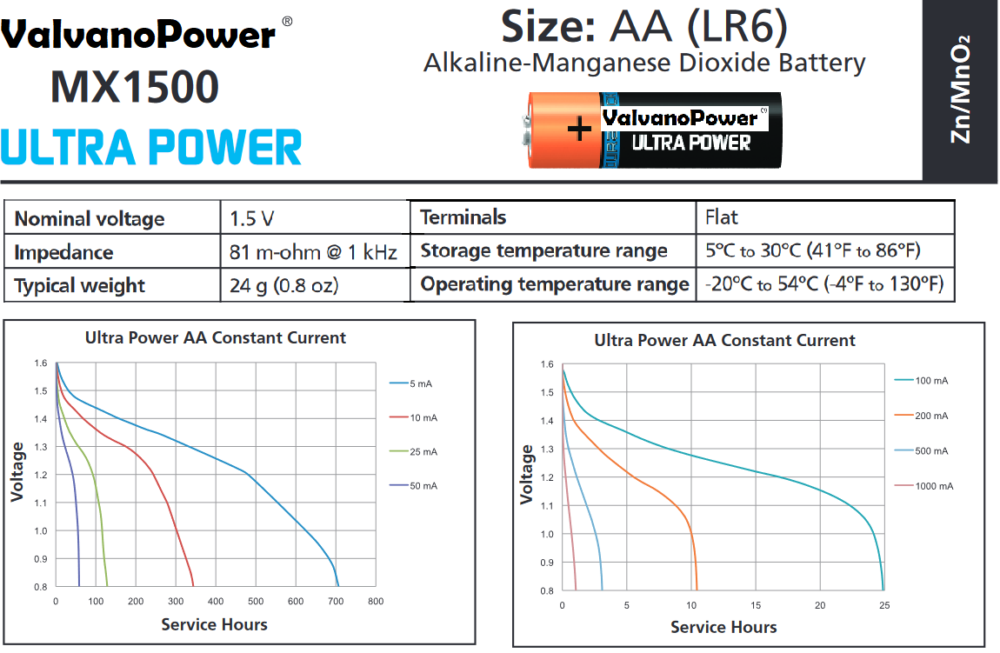 ValvanoPower®
MX1500
ULTRA POWER
Size: AA (LR6)
Alkaline-Manganese Dioxide Battery
+ ValvanoPower
ULTRA POWER
Zn/MnO₂
Nominal voltage 1.5 V Terminals Flat
Impedance 81 m-ohm @ 1 kHz Storage temperature range 5°C to 30°C (41°F to 86°F)
Typical weight 24 g (0.8 oz) Operating temperature range -20°C to 54°C (-4°F to 130°F)
Ultra Power AA Constant Current
Voltage
1.6
1.5
1.4
1.3
1.2
1.1
1.0
0.9
0.8
0 100 200 300 400 500 600 700 800
Service Hours
5 mA
10 mA
25 mA
50 mA
Ultra Power AA Constant Current
Voltage
1.6
1.5
1.4
1.3
1.2
1.1
1.0
0.9
0.8
0 5 10 15 20 25
Service Hours
100 mA
200 mA
500 mA
1000 mA